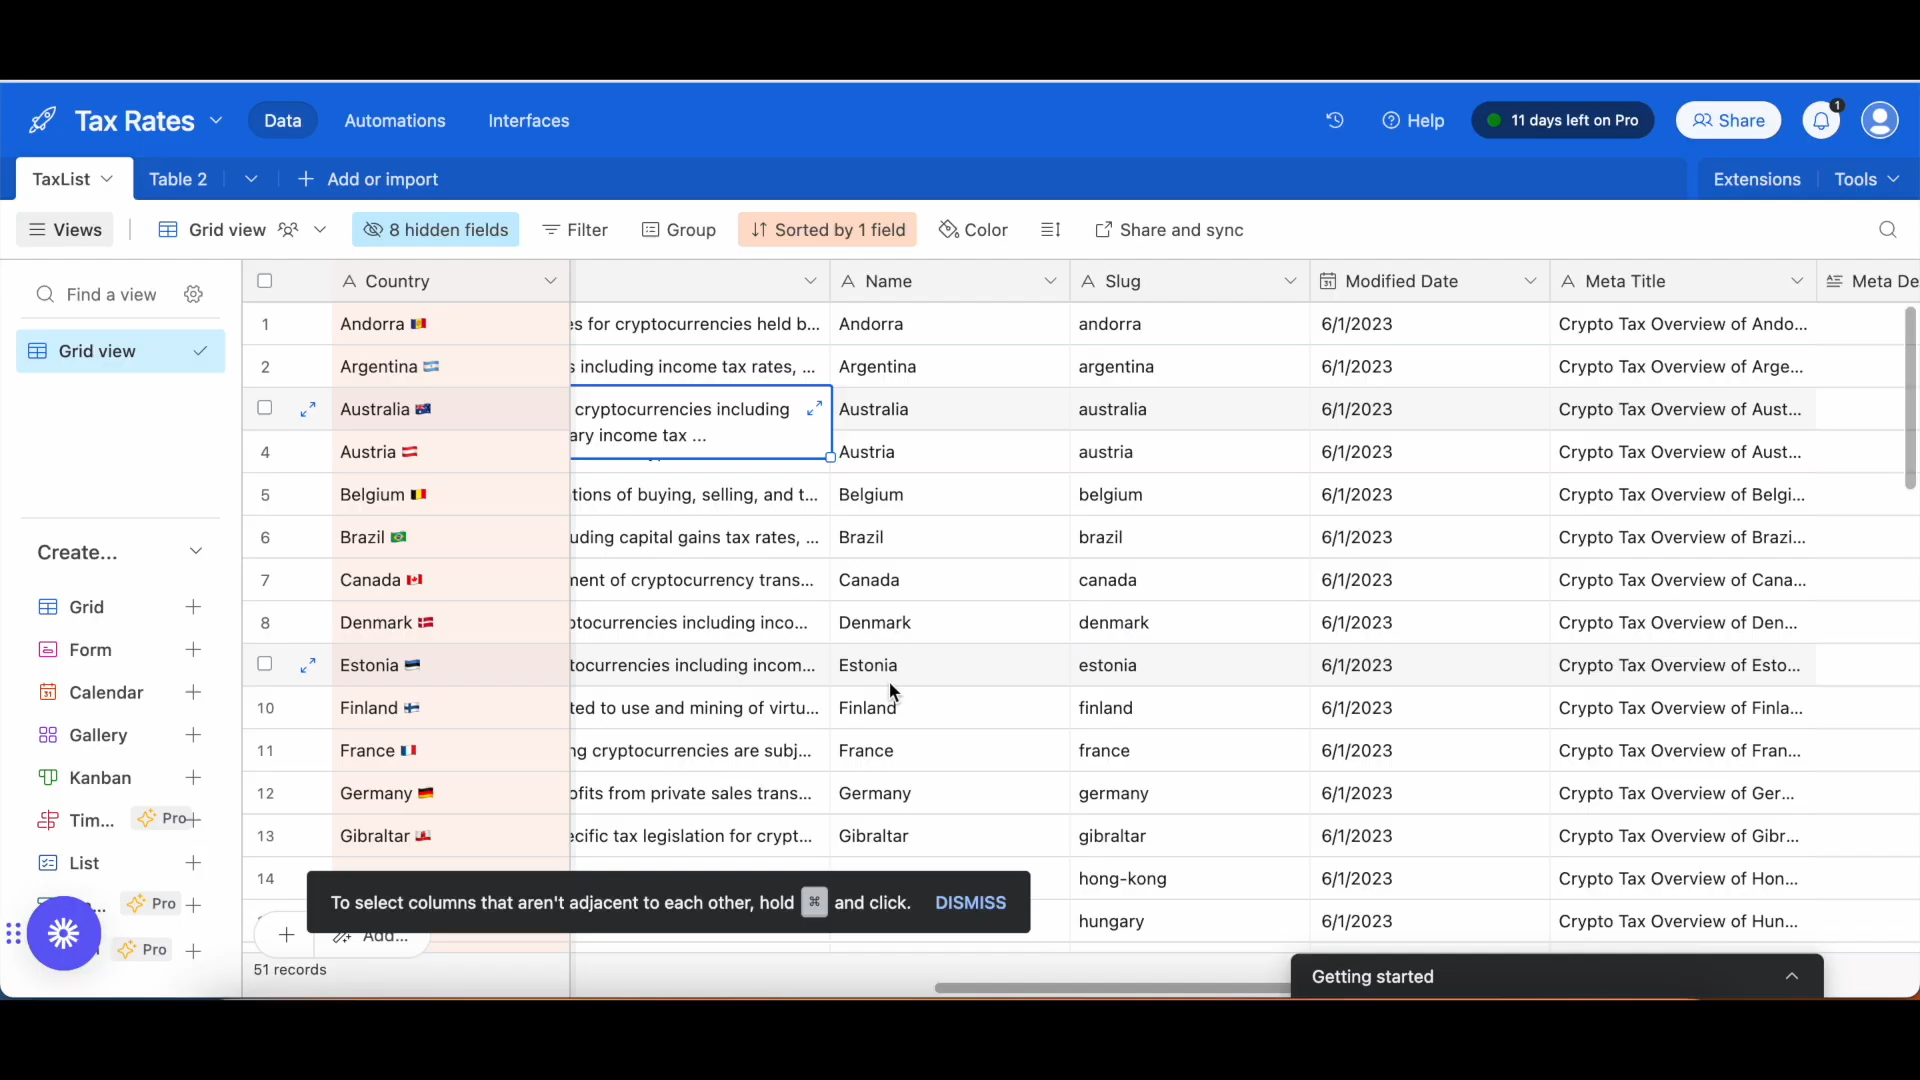 Tax Rates Data Automations Interfaces Help 11 days left on Pro Share 1
TaxList Table 2 Add or import Extensions Tools
Views Grid view 8 hidden fields Filter Group Sorted by 1 field Color Share and sync
Find a view
Grid view
Create...
Grid
Form
Calendar
Gallery
Kanban
Tim... Pro
List
Pro
Pro
Country Name Slug Modified Date Meta Title Meta De
1 Andorra es for cryptocurrencies held b... Andorra andorra 6/1/2023 Crypto Tax Overview of Ando...
2 Argentina s including income tax rates, ... Argentina argentina 6/1/2023 Crypto Tax Overview of Arge...
Australia cryptocurrencies including Australia australia 6/1/2023 Crypto Tax Overview of Aust...
ary income tax ...
4 Austria Austria austria 6/1/2023 Crypto Tax Overview of Aust...
5 Belgium tions of buying, selling, and t... Belgium belgium 6/1/2023 Crypto Tax Overview of Belgi...
6 Brazil uding capital gains tax rates, ... Brazil brazil 6/1/2023 Crypto Tax Overview of Brazi...
7 Canada ment of cryptocurrency trans... Canada canada 6/1/2023 Crypto Tax Overview of Cana...
8 Denmark ptocurrencies including inco... Denmark denmark 6/1/2023 Crypto Tax Overview of Den...
Estonia tocurrencies including incom... Estonia estonia 6/1/2023 Crypto Tax Overview of Esto...
10 Finland ted to use and mining of virtu... Finland finland 6/1/2023 Crypto Tax Overview of Finla...
11 France ng cryptocurrencies are subj... France france 6/1/2023 Crypto Tax Overview of Fran...
12 Germany ofits from private sales trans... Germany germany 6/1/2023 Crypto Tax Overview of Ger...
13 Gibraltar ecific tax legislation for crypt... Gibraltar gibraltar 6/1/2023 Crypto Tax Overview of Gibr...
14 hong-kong 6/1/2023 Crypto Tax Overview of Hon...
To select columns that aren't adjacent to each other, hold ⌘ and click. DISMISS
hungary 6/1/2023 Crypto Tax Overview of Hun...
Add...
51 records
Getting started